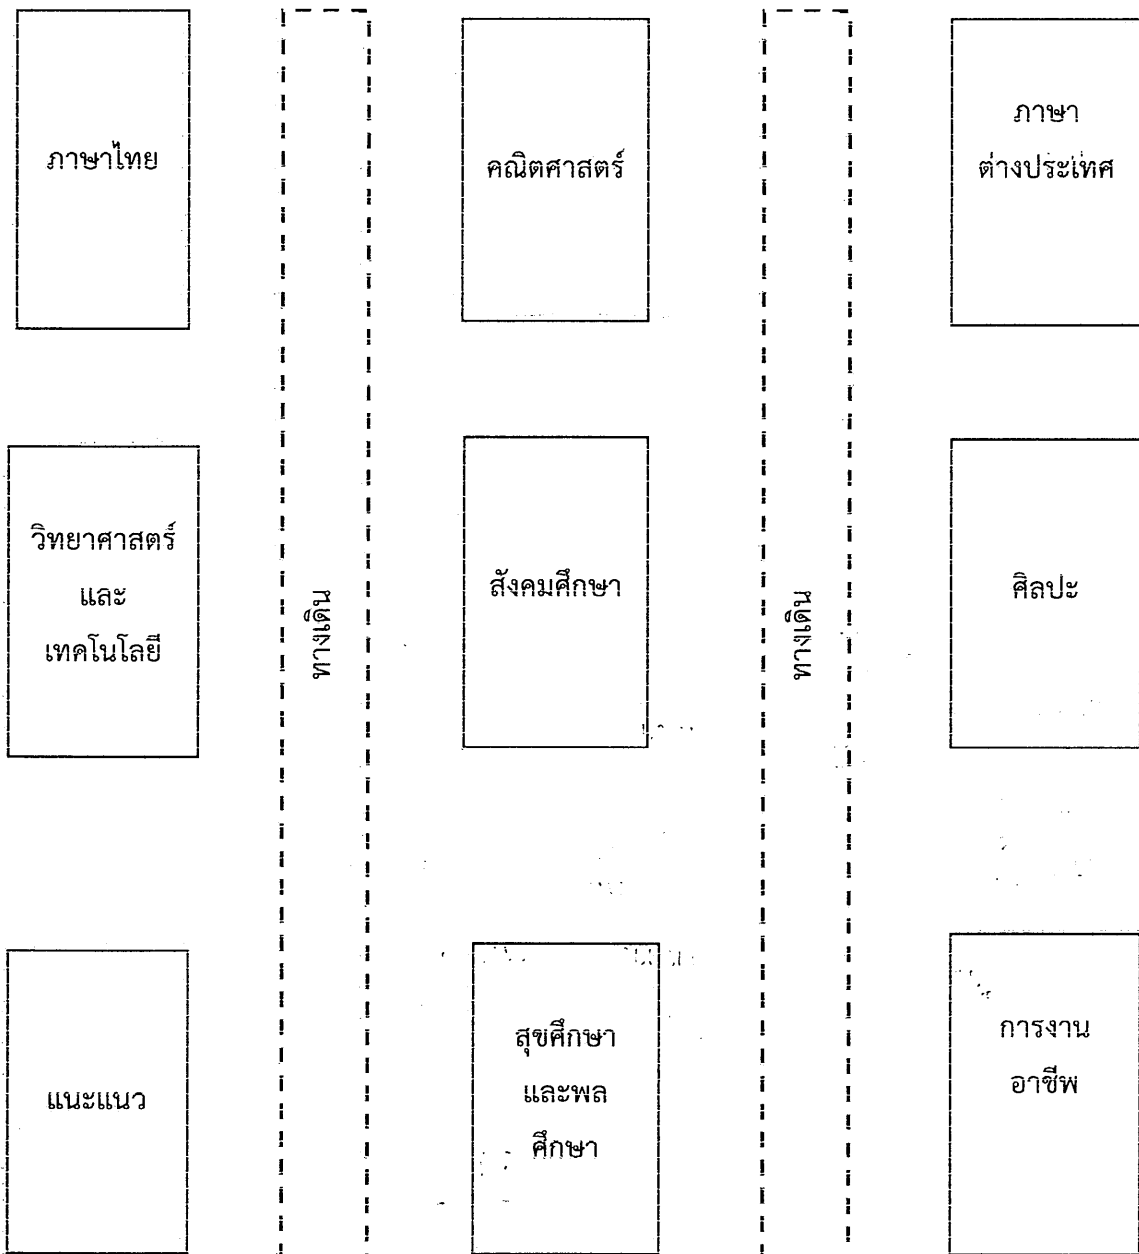 ภาษาไทย
คณิตศาสตร์
ภาษา
ต่างประเทศ
วิทยาศาสตร์
และ
เทคโนโลยี
ทางเดิน
สังคมศึกษา
ทางเดิน
ศิลปะ
แนะแนว
สุขศึกษา
และพล
ศึกษา
การงาน
อาชีพ